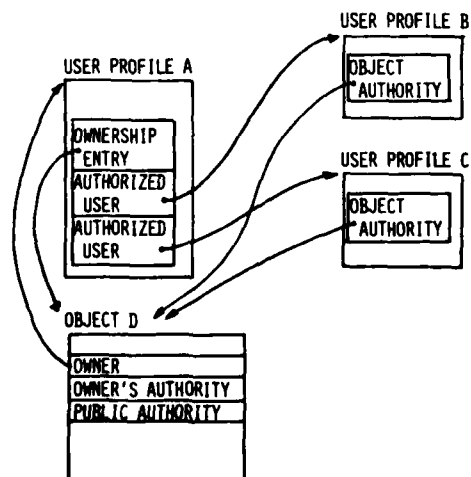 USER PROFILE A
OWNERSHIP
ENTRY
AUTHORIZED
USER
AUTHORIZED
USER
USER PROFILE B
OBJECT
AUTHORITY
USER PROFILE C
OBJECT
AUTHORITY
OBJECT D
OWNER
OWNER'S AUTHORITY
PUBLIC AUTHORITY